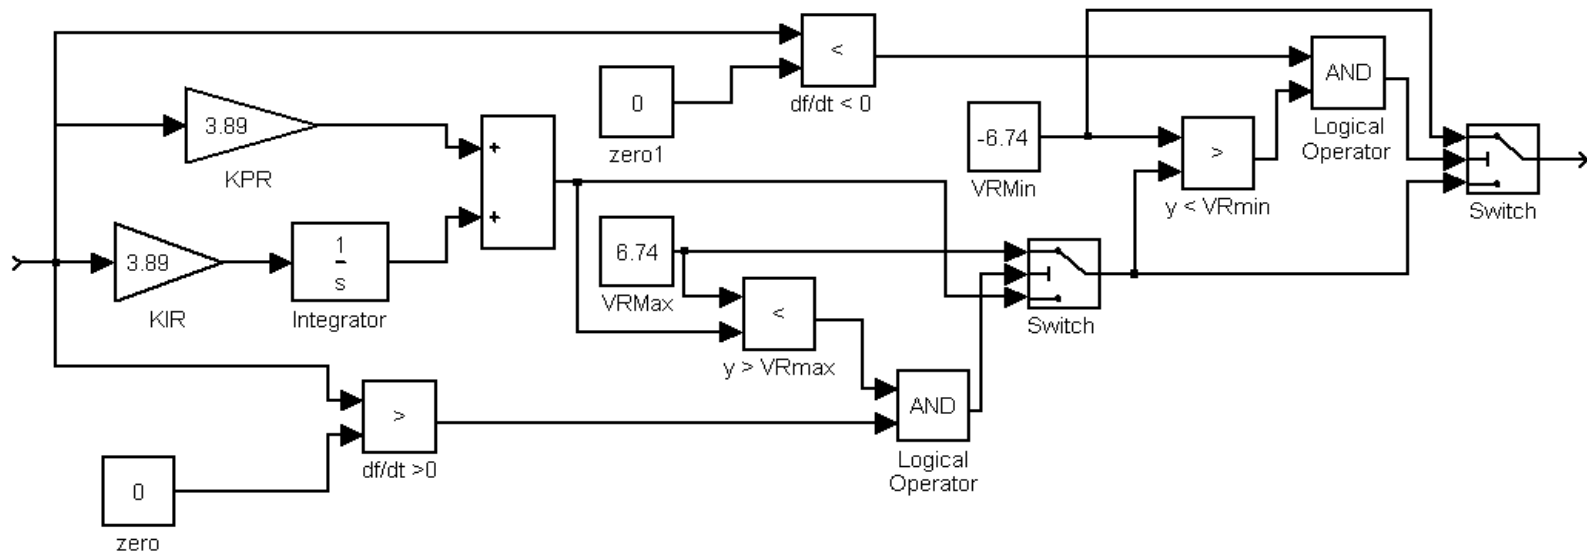 <
df/dt < 0
0
zero1
AND
Logical
Operator
-6.74
VRMin
>
y < VRmin
Switch
3.89
KPR
+
+
6.74
VRMax
Switch
3.89
KIR
1
s
Integrator
<
y > VRmax
AND
Logical
Operator
>
df/dt >0
0
zero